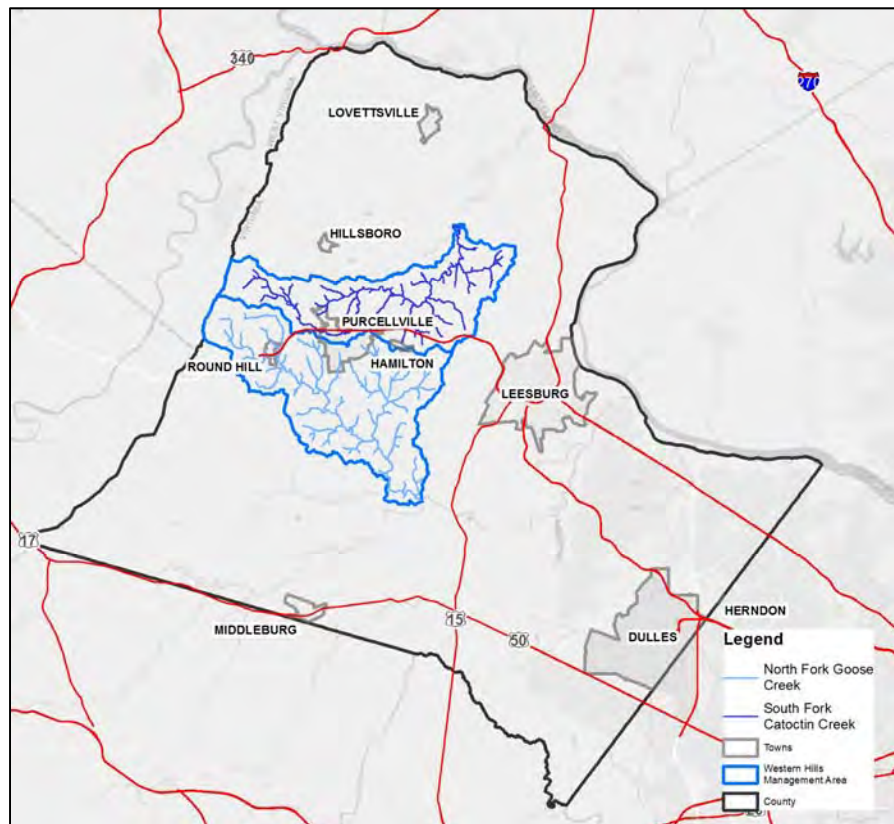 340
270
LOVETTSVILLE
HILLSBORO
PURCELLVILLE
ROUND HILL
HAMILTON
LEESBURG
17
MIDDLEBURG
15
50
DULLES
HERNDON
Legend
North Fork Goose
Creek
South Fork
Catoctin Creek
Towns
Western Hills
Management Area
County